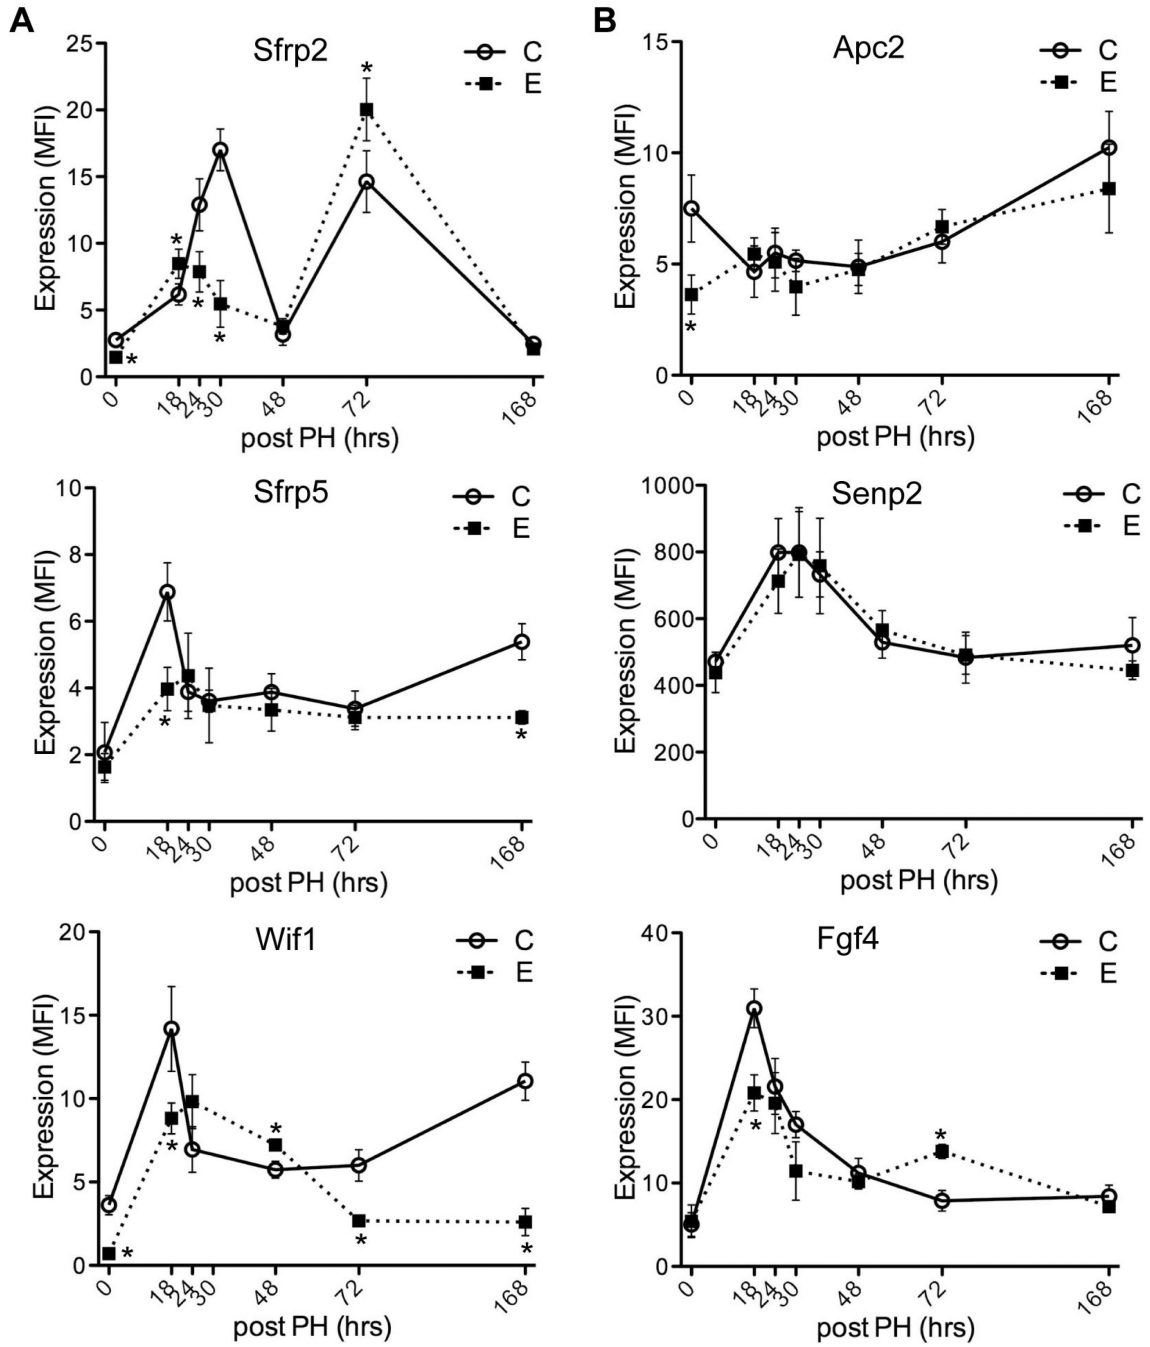 A
Sfrp2
C
E
*
25
20
15
10
5
0
Expression (MFI)
*
*
*
*
0 18 24 30 48 72 168
post PH (hrs)
B
Apc2
C
E
15
10
5
0
Expression (MFI)
*
0 18 24 30 48 72 168
post PH (hrs)
Sfrp5
C
E
10
8
6
4
2
0
Expression (MFI)
*
*
0 18 24 30 48 72 168
post PH (hrs)
Senp2
C
E
1000
800
600
400
200
0
Expression (MFI)
0 18 24 30 48 72 168
post PH (hrs)
Wif1
C
E
20
15
10
5
0
Expression (MFI)
*
*
*
*
*
0 18 24 30 48 72 168
post PH (hrs)
Fgf4
C
E
40
30
20
10
0
Expression (MFI)
*
*
0 18 24 30 48 72 168
post PH (hrs)